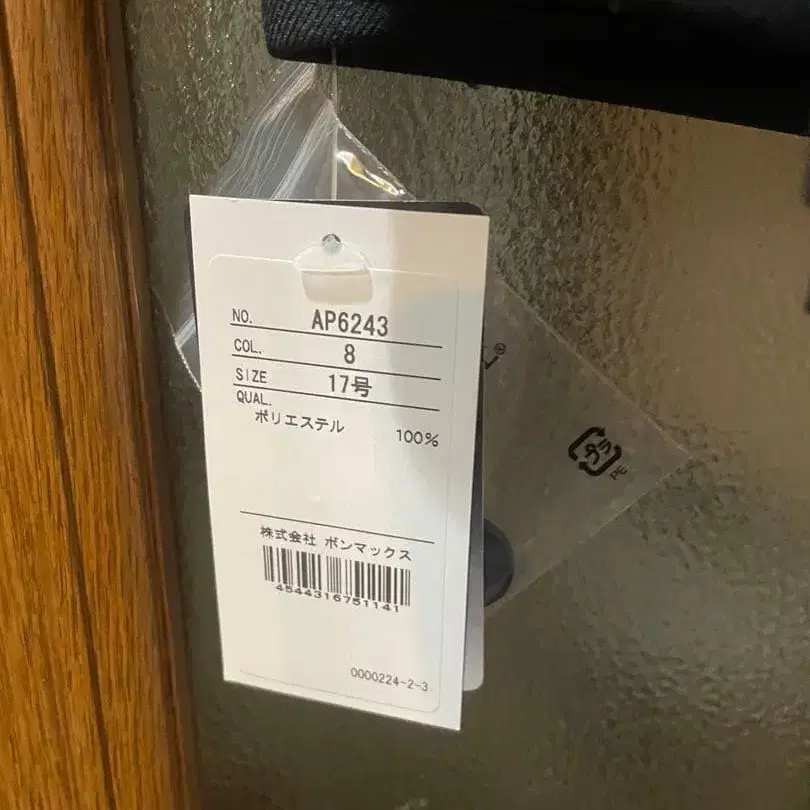 NO. AP6243
COL. 8
SIZE 17号
QUAL.
ポリエステル 100%
株式会社 ボンマックス
4544316751141
0000224-2-3
L®
プラ
PE